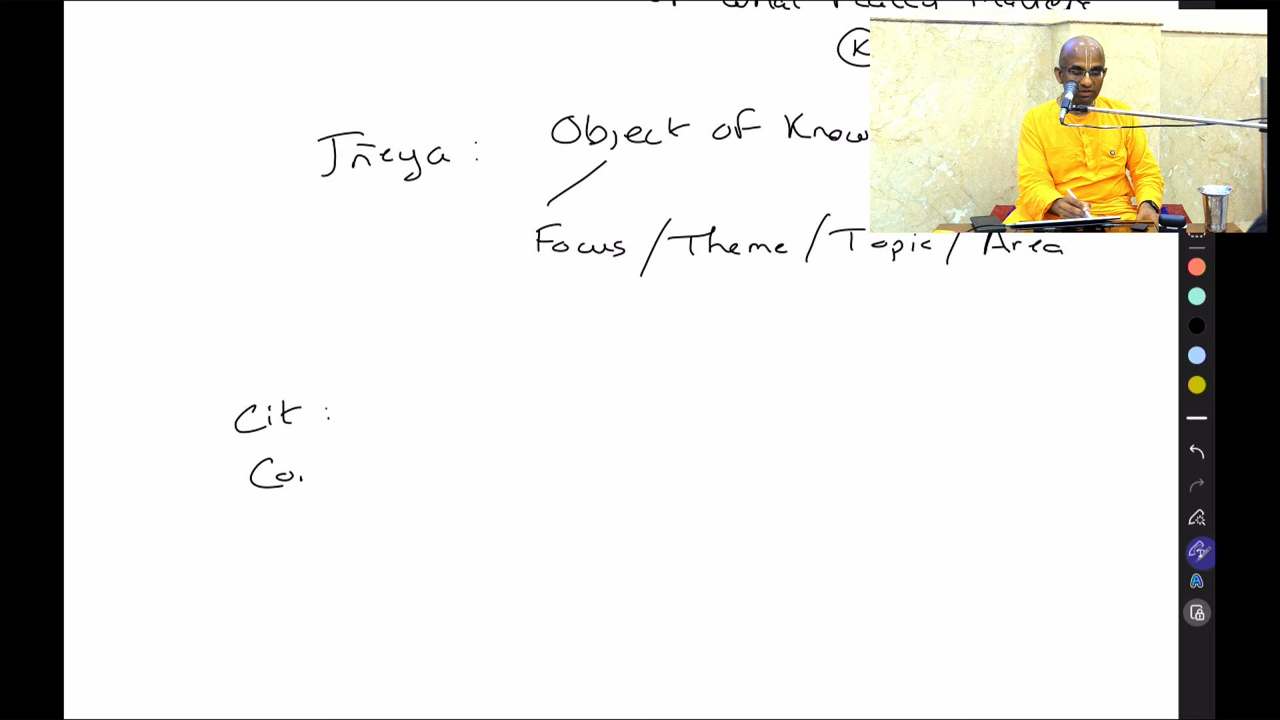 Jñeya : Object of Know
Focus / Theme / Topic / Area
Cit :
Co.